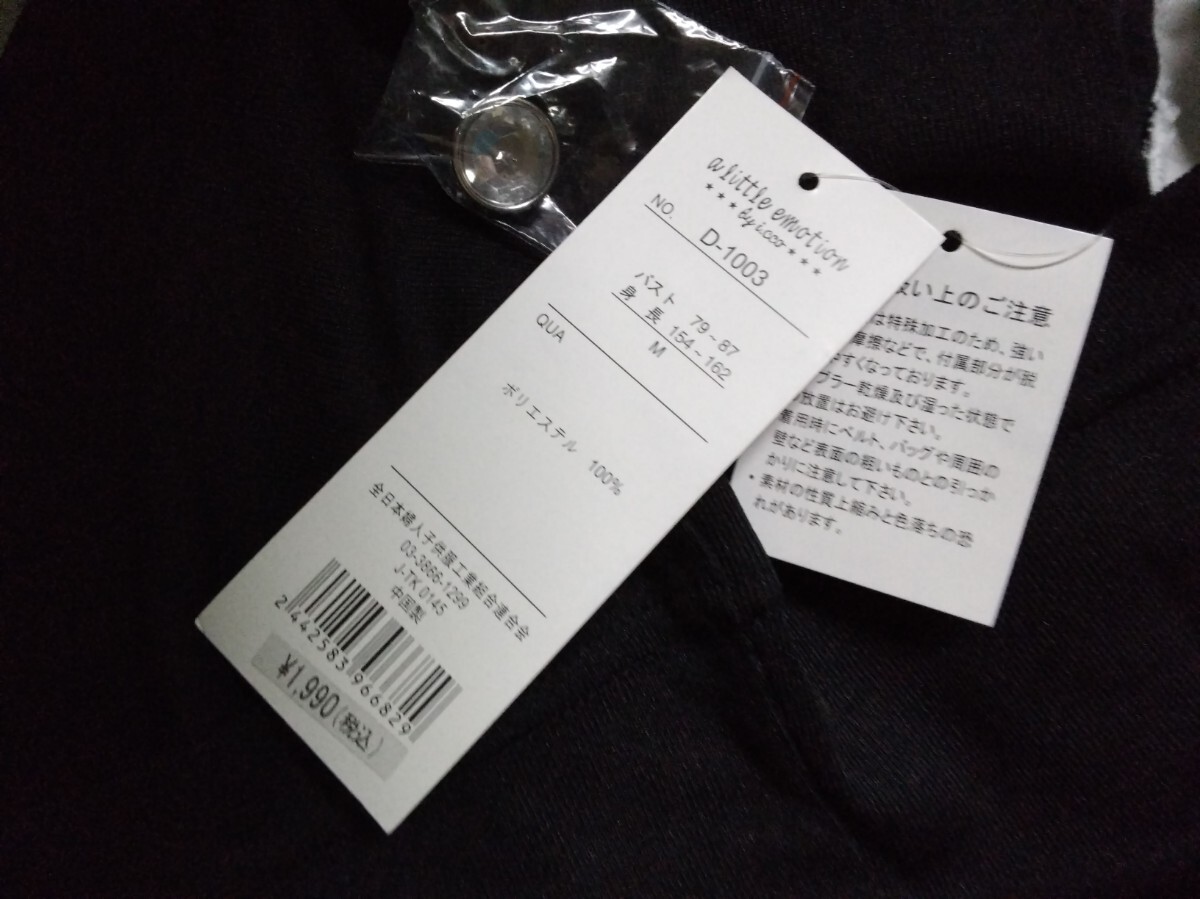 a little emotion
★★★ by i.cco ★★★
NO.
D-1003
バスト 79~87
身 長 154~162
M
QUA
ポリエステル 100%
全日本婦人子供服工業組合連合会
03-3866-1299
J-TK 0145
中国製
2442583966829
¥1,990(税込)
扱い上のご注意
は特殊加工のため、強い
摩擦などで、付属部分が脱
やすくなっております。
ブラー乾燥及び湿った状態で
放置はお避け下さい。
着用時にベルト、バッグや周囲の
壁など表面の粗いものとの引っか
かりに注意して下さい。
・素材の性質上縮みと色落ちの恐
れがあります。